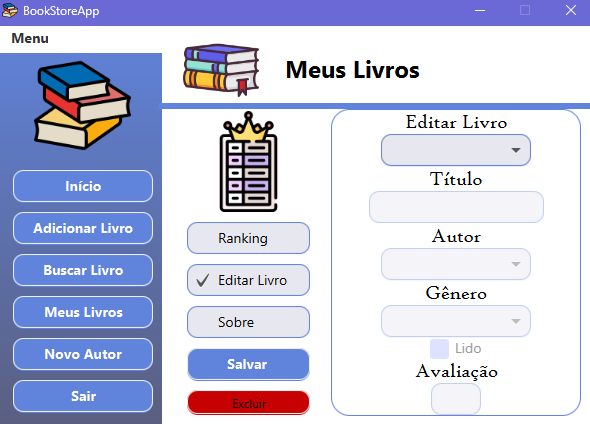 BookStoreApp
Menu
Início
Adicionar Livro
Buscar Livro
Meus Livros
Novo Autor
Sair
Meus Livros
Ranking
Editar Livro
Sobre
Salvar
Excluir
Editar Livro
Título
Autor
Gênero
Lido
Avaliação